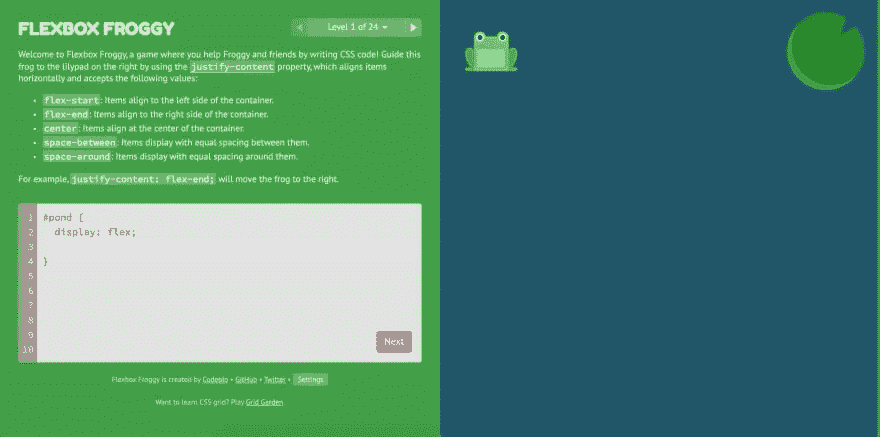 FLEXBOX FROGGY
Level 1 of 24
Welcome to Flexbox Froggy, a game where you help Froggy and friends by writing CSS code! Guide this
frog to the lilypad on the right by using the justify-content property, which aligns items
horizontally and accepts the following values:
• flex-start: Items align to the left side of the container.
• flex-end: Items align to the right side of the container.
• center: Items align at the center of the container.
• space-between: Items display with equal spacing between them.
• space-around: Items display with equal spacing around them.
For example, justify-content: flex-end; will move the frog to the right.
1 #pond {
2 display: flex;
3
4 }
5
6
7
8
9
10
Next
Flexbox Froggy is created by Codepip • GitHub • Twitter • Settings
Want to learn CSS grid? Play Grid Garden.